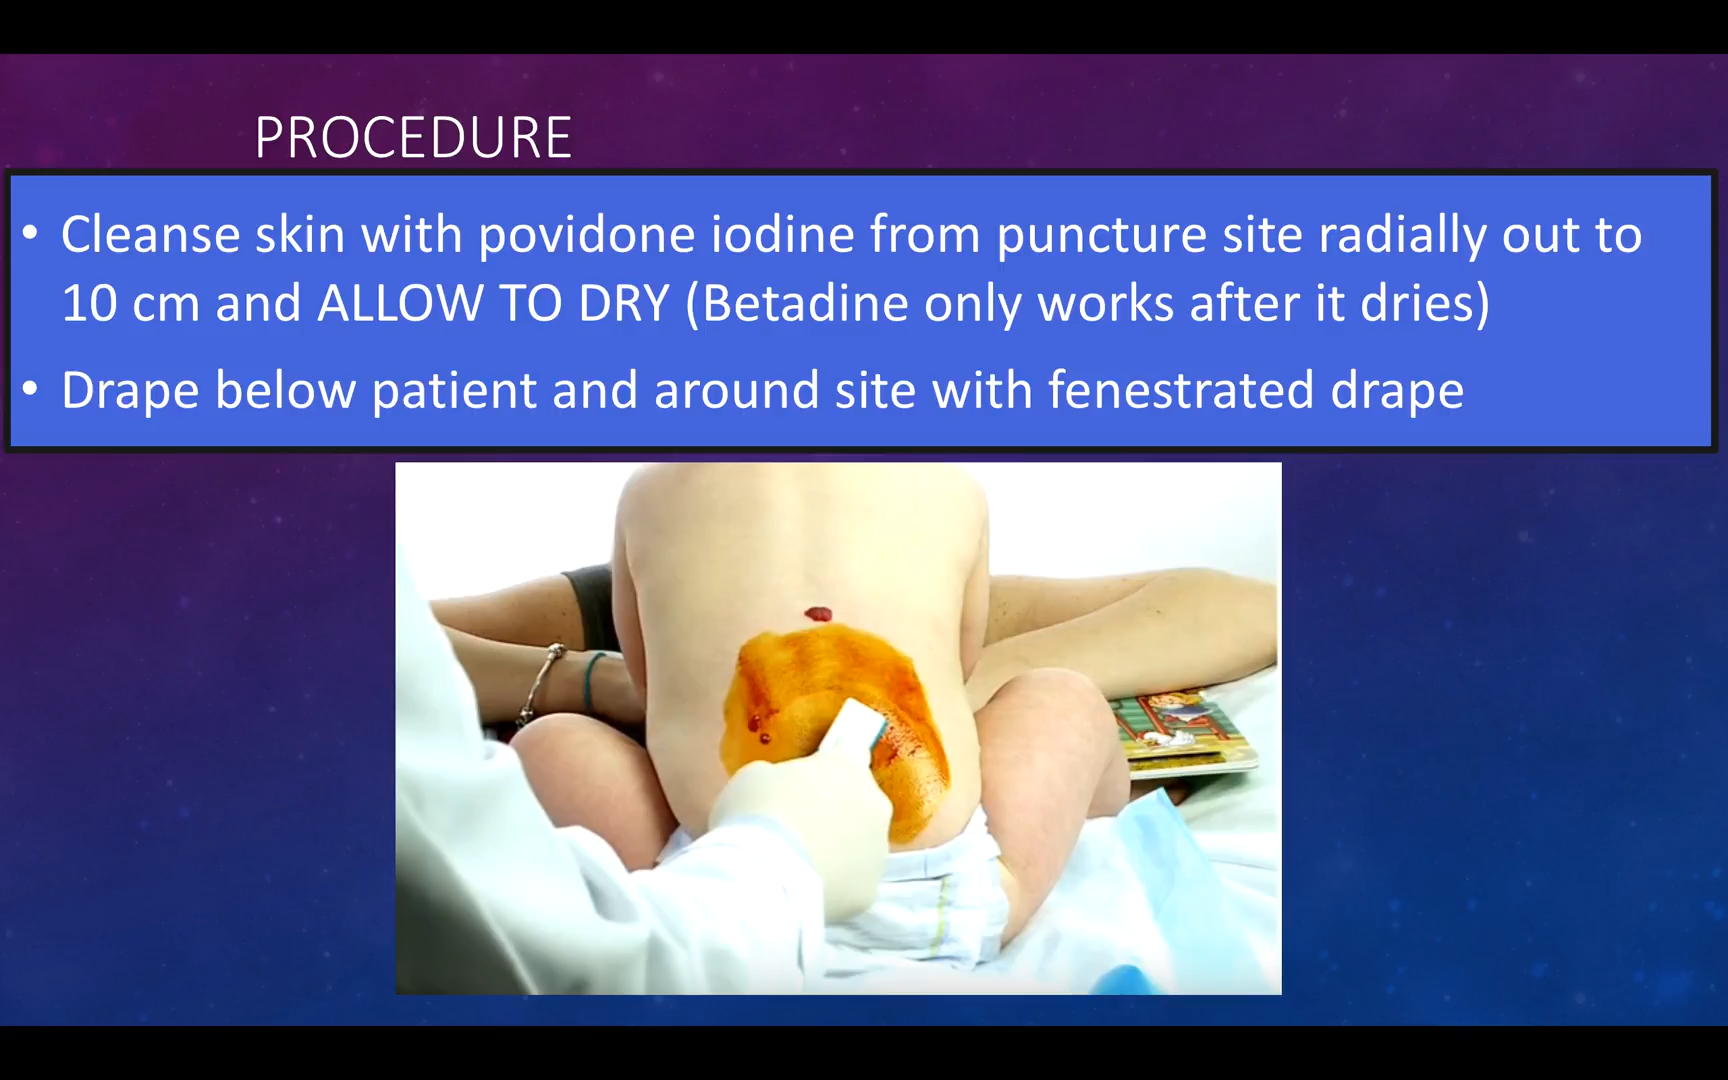 PROCEDURE
• Cleanse skin with povidone iodine from puncture site radially out to
10 cm and ALLOW TO DRY (Betadine only works after it dries)
• Drape below patient and around site with fenestrated drape